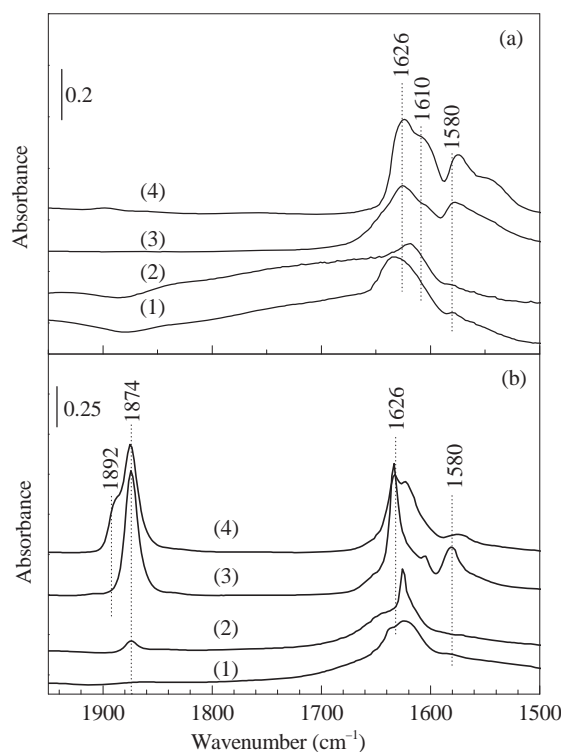 (a)
1626
1610
1580
0.2
Absorbance
(4)
(3)
(2)
(1)
(b)
0.25
1892
1874
1626
1580
Absorbance
(4)
(3)
(2)
(1)
1900 1800 1700 1600 1500
Wavenumber (cm⁻¹)